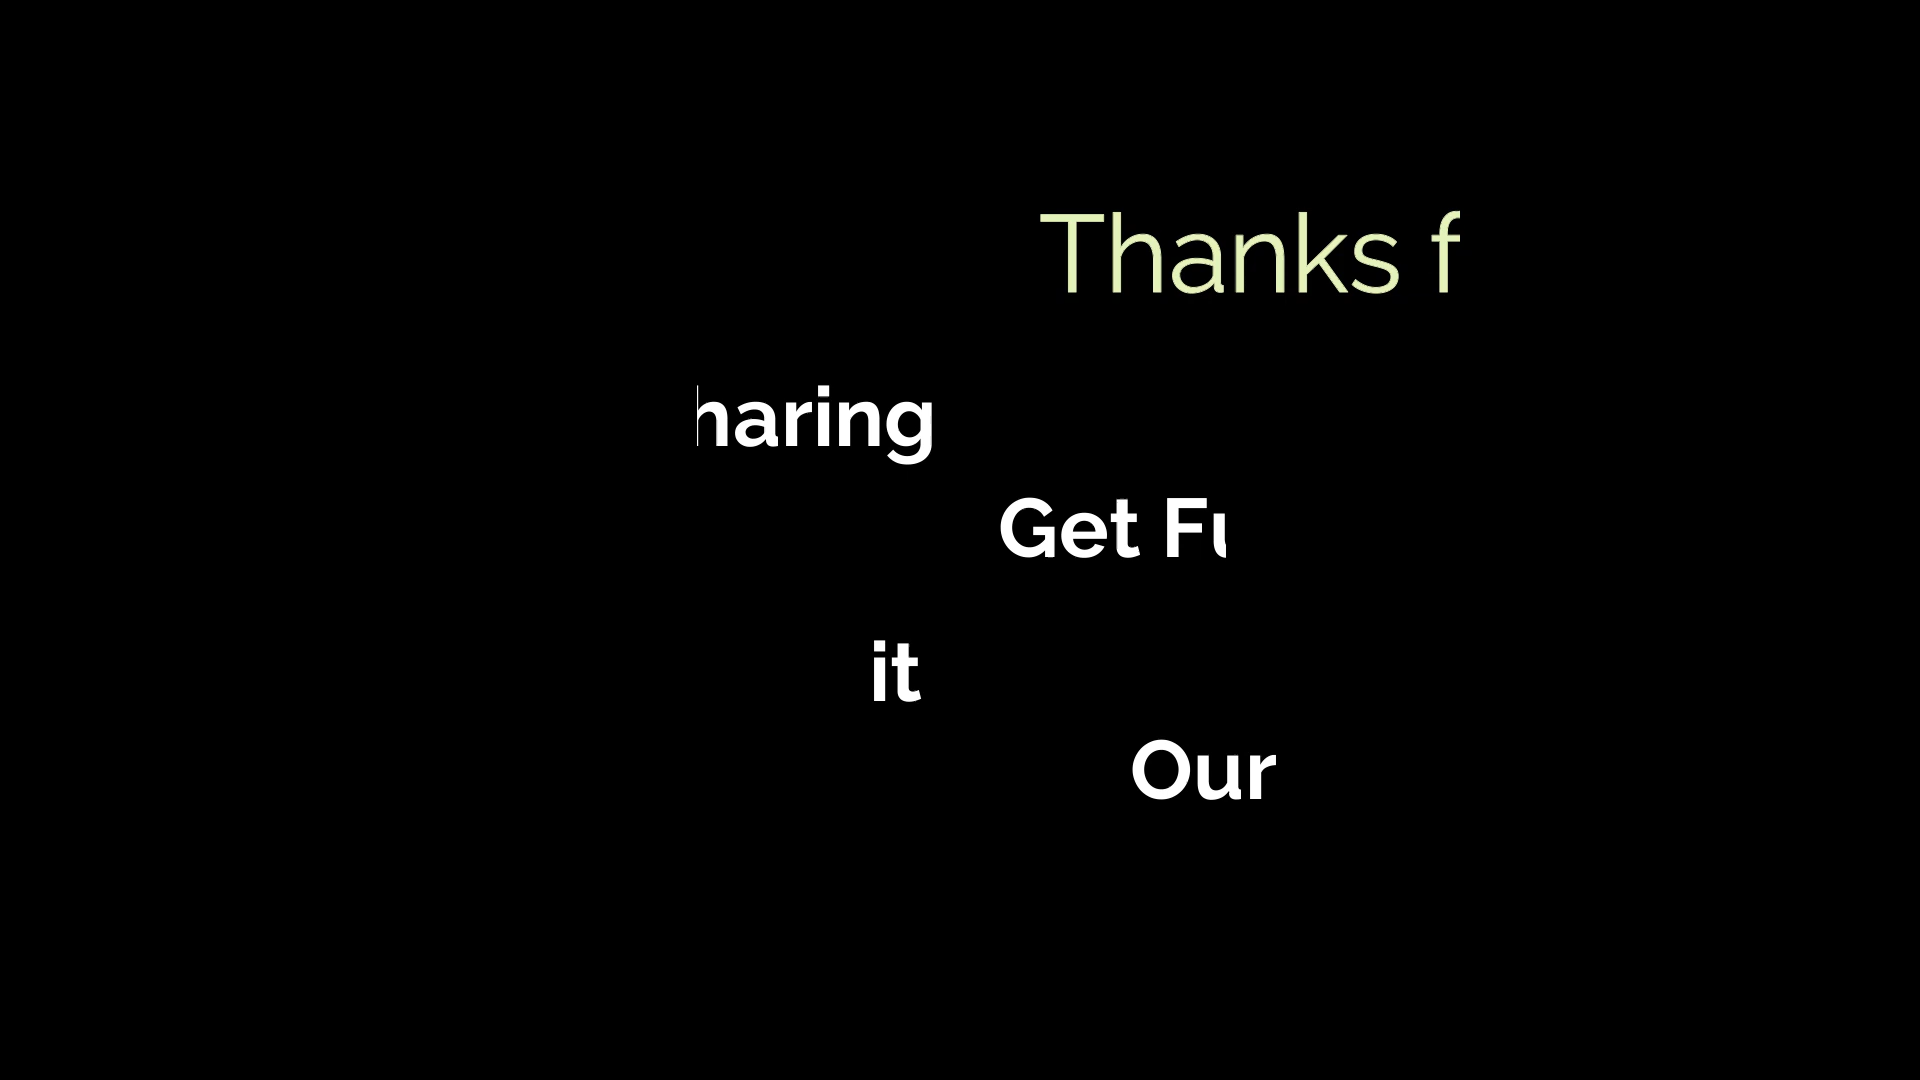 Thanks f
haring
Get Fu
it
Our